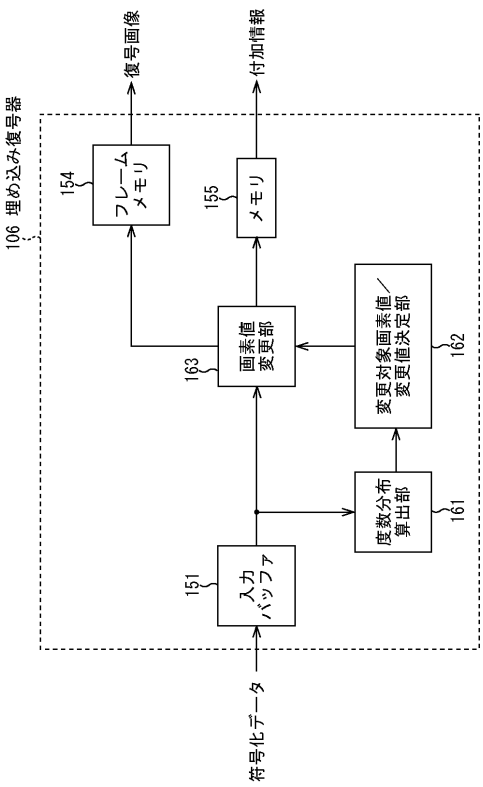 106 埋め込み復号器
符号化データ
151
入力
バッファ
度数分布
算出部
161
変更対象画素値／
変更値決定部
162
163
画素値
変更部
154
フレーム
メモリ
155
メモリ
復号画像
付加情報